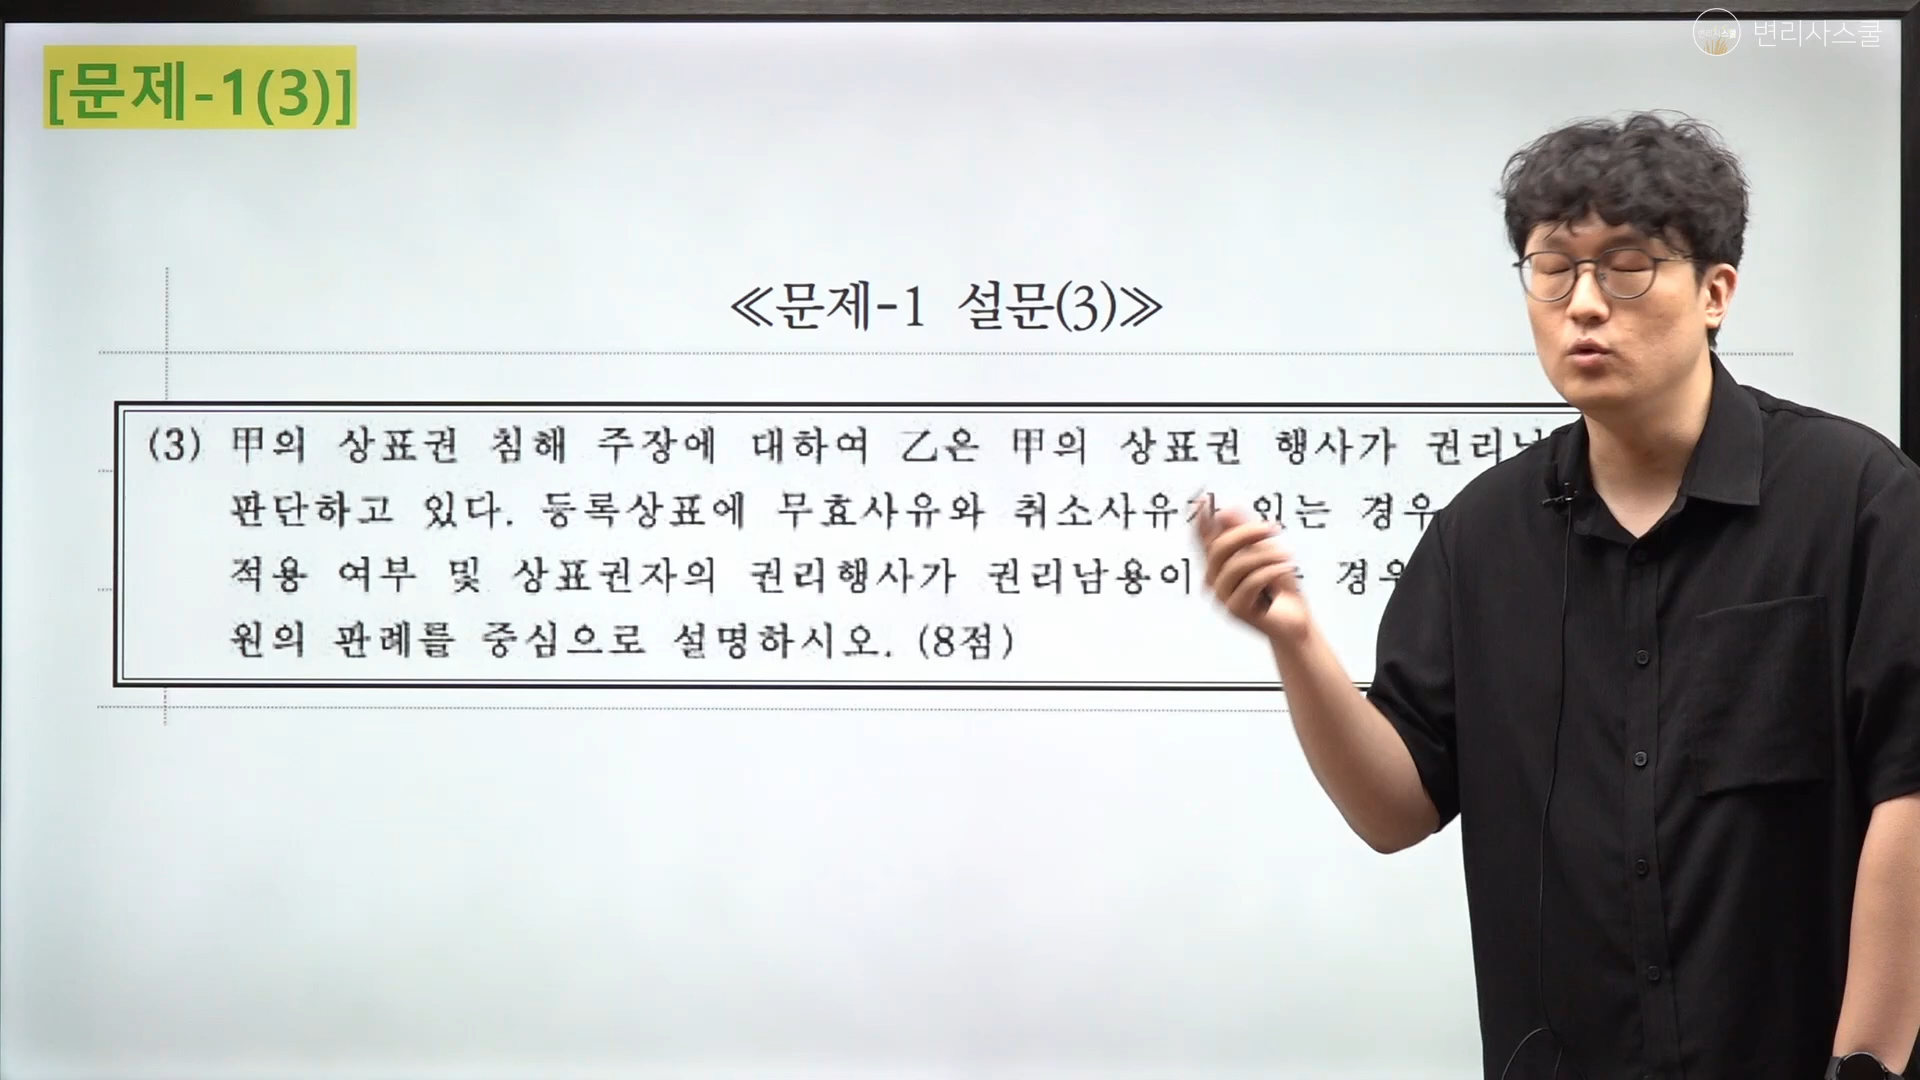 변리사스쿨
[문제-1(3)]
≪문제-1 설문(3)≫
(3) 甲의 상표권 침해 주장에 대하여 乙은 甲의 상표권 행사가
판단하고 있다. 등록상표에 무효사유와 취소사유가 있는 경우
적용 여부 및 상표권자의 권리행사가 권리남용이 경우
원의 판례를 중심으로 설명하시오. (8점)